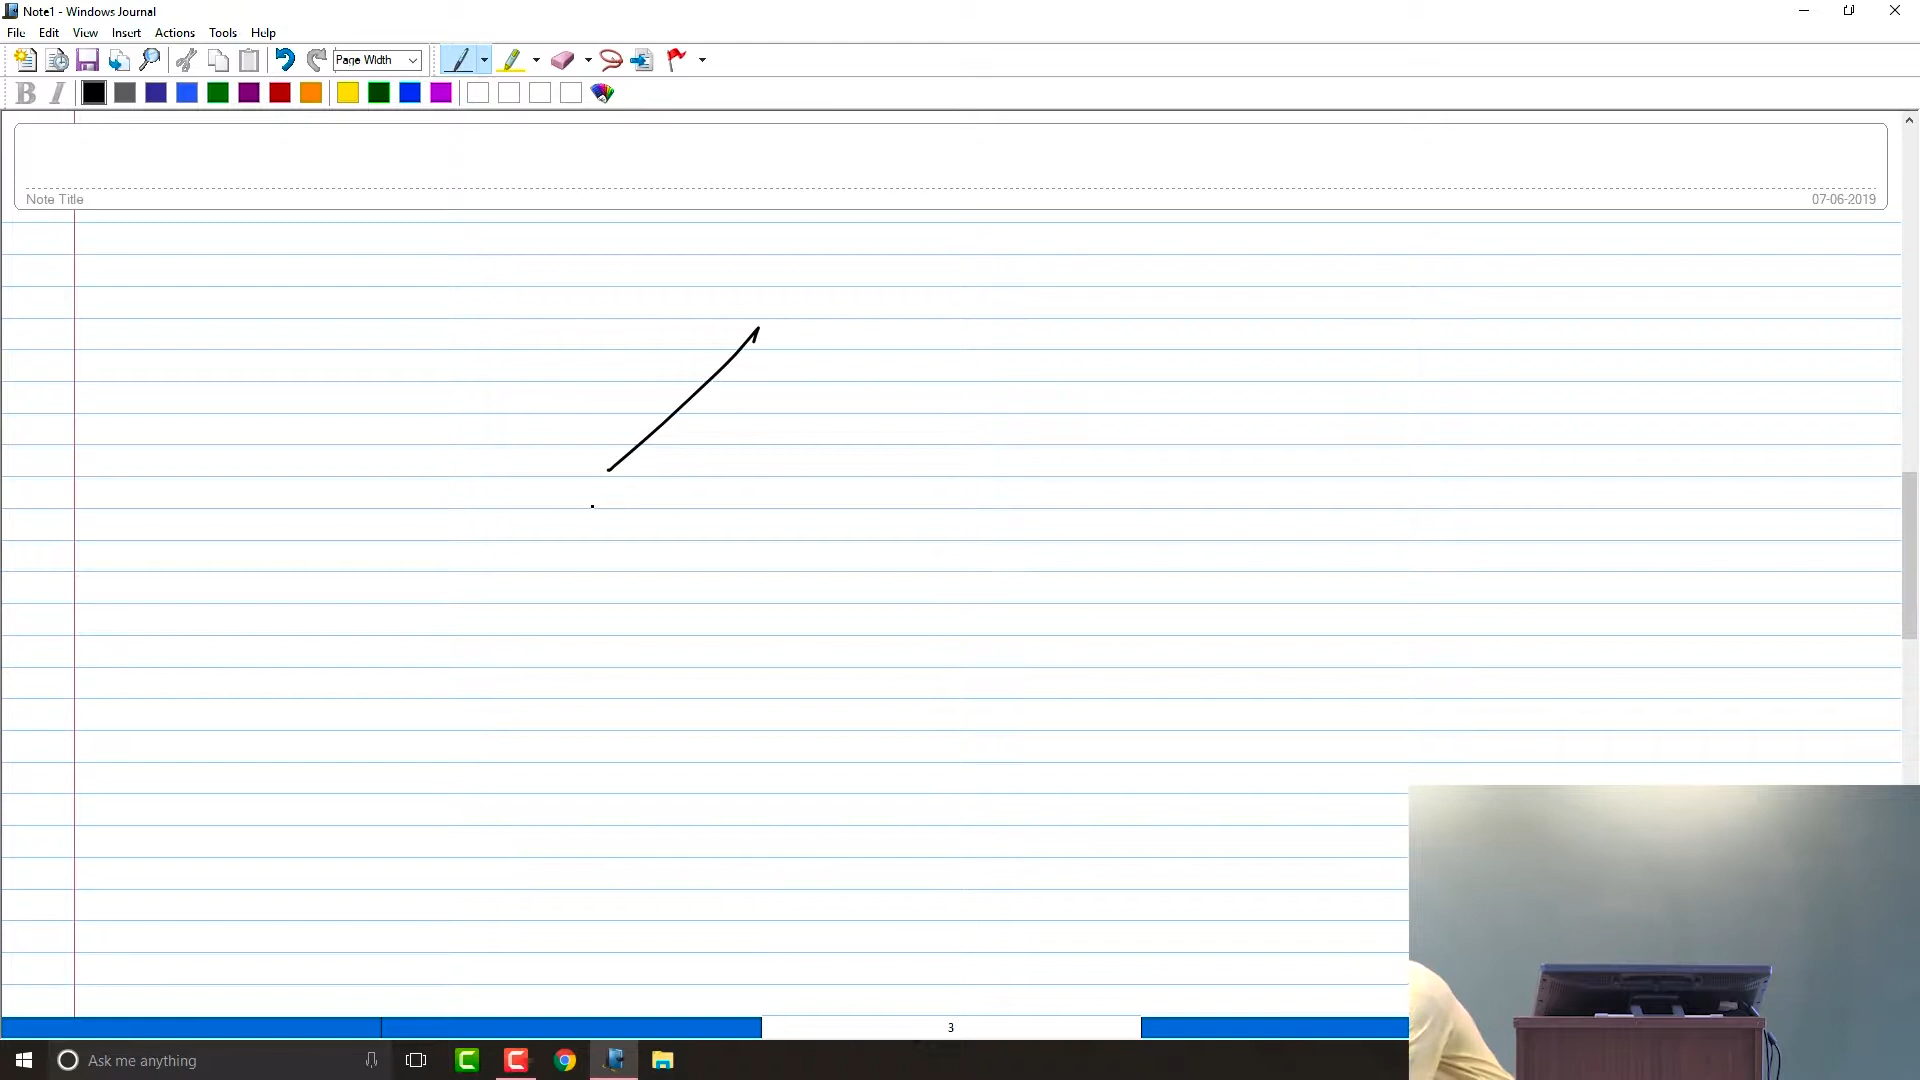 Note1 - Windows Journal
File Edit View Insert Actions Tools Help
Page Width
B I
Note Title
07-06-2019
3
Ask me anything